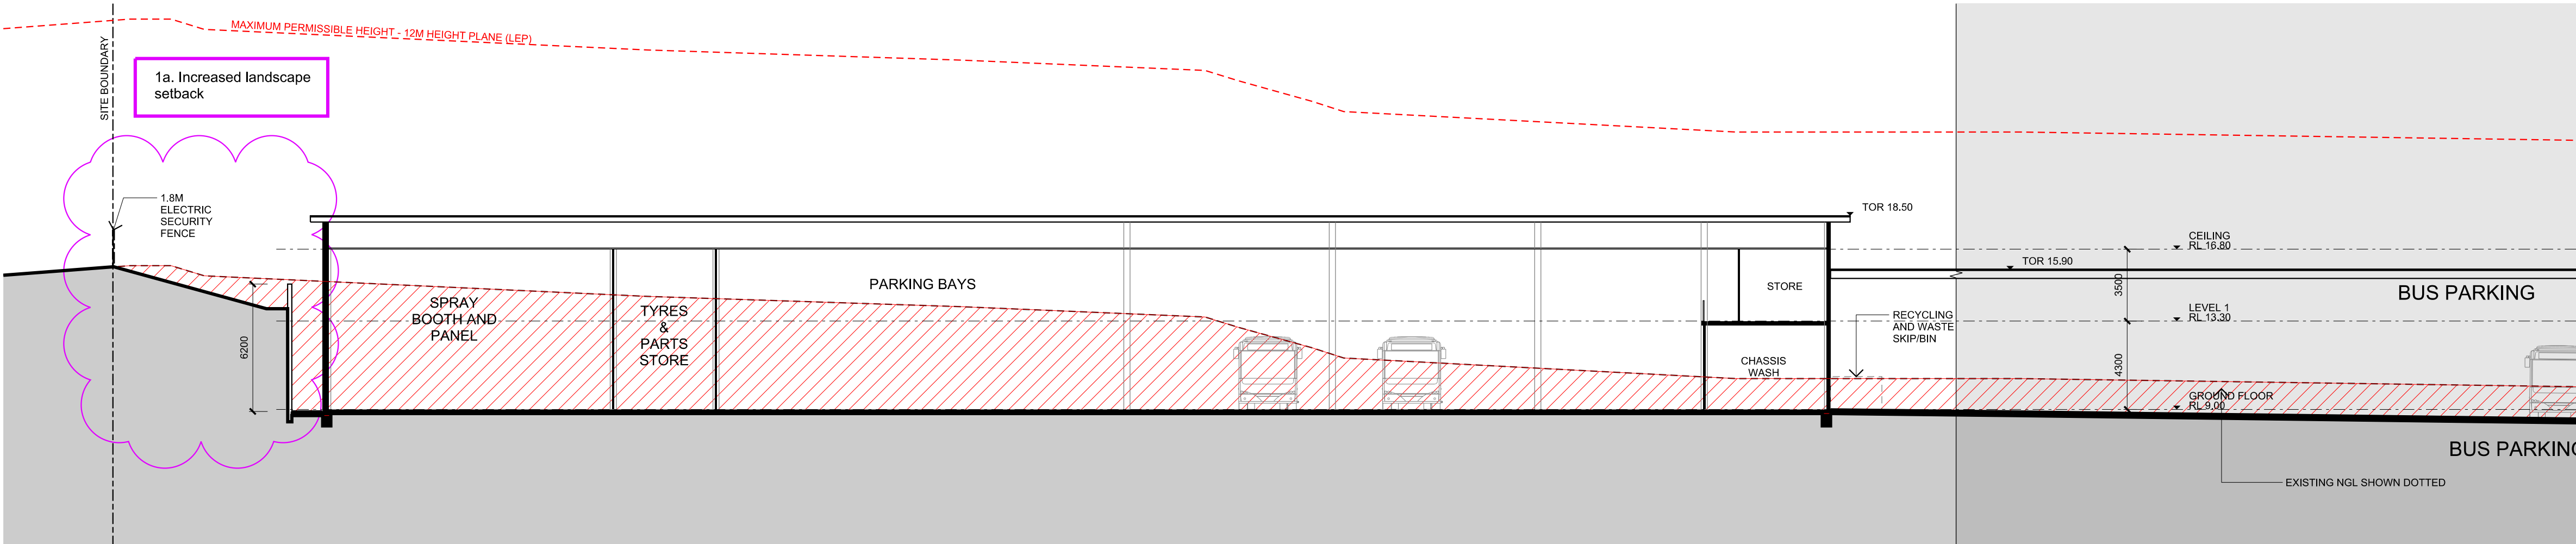 MAXIMUM PERMISSIBLE HEIGHT - 12M HEIGHT PLANE (LEP)
SITE BOUNDARY
1a. Increased landscape
setback
1.8M
ELECTRIC
SECURITY
FENCE
6200
SPRAY
BOOTH AND
PANEL
TYRES
&
PARTS
STORE
PARKING BAYS
STORE
CHASSIS
WASH
TOR 18.50
RECYCLING
AND WASTE
SKIP/BIN
TOR 15.90
CEILING
RL 16.80
3500
LEVEL 1
RL 13.30
4300
GROUND FLOOR
RL 9.00
BUS PARKING
BUS PARKING
EXISTING NGL SHOWN DOTTED